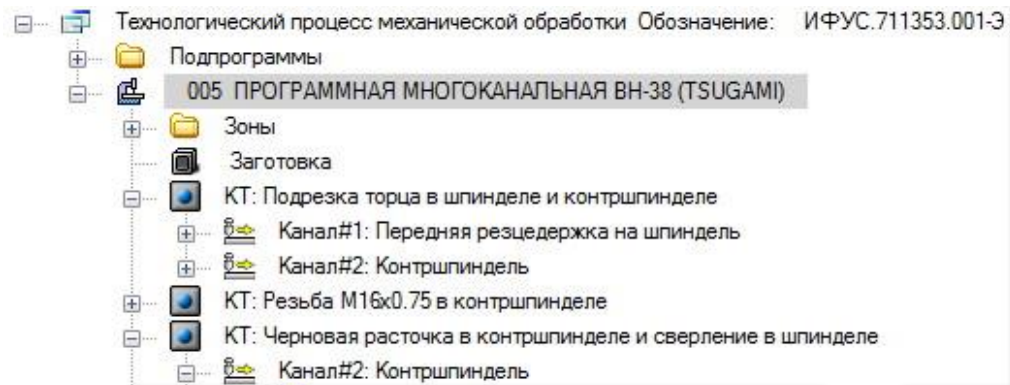 Технологический процесс механической обработки Обозначение: ИФУС.711353.001-Э
Подпрограммы
005 ПРОГРАММНАЯ МНОГОКАНАЛЬНАЯ BH-38 (TSUGAMI)
Зоны
Заготовка
КТ: Подрезка торца в шпинделе и контршпинделе
Канал#1: Передняя резцедержка на шпиндель
Канал#2: Контршпиндель
КТ: Резьба М16х0.75 в контршпинделе
КТ: Черновая расточка в контршпинделе и сверление в шпинделе
Канал#2: Контршпиндель